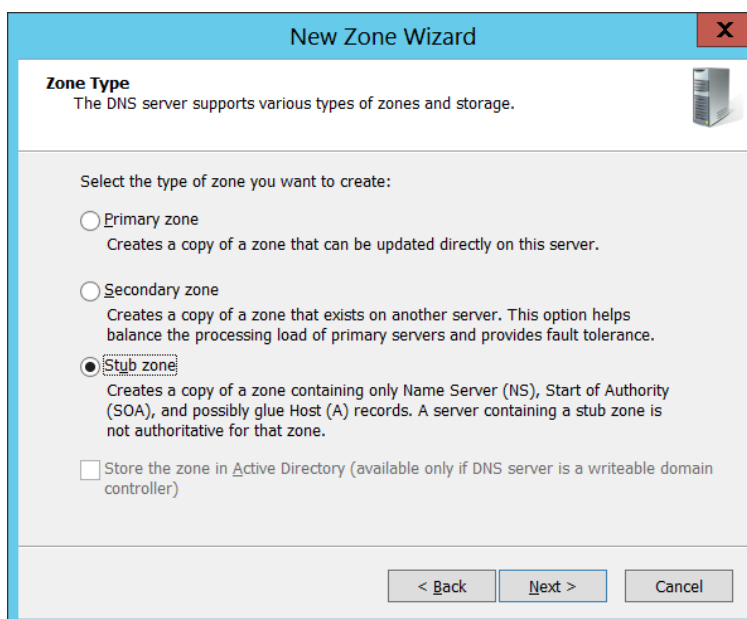 New Zone Wizard
X
Zone Type
The DNS server supports various types of zones and storage.
Select the type of zone you want to create:
Primary zone
Creates a copy of a zone that can be updated directly on this server.
Secondary zone
Creates a copy of a zone that exists on another server. This option helps
balance the processing load of primary servers and provides fault tolerance.
Stub zone
Creates a copy of a zone containing only Name Server (NS), Start of Authority
(SOA), and possibly glue Host (A) records. A server containing a stub zone is
not authoritative for that zone.
Store the zone in Active Directory (available only if DNS server is a writeable domain
controller)
< Back Next > Cancel